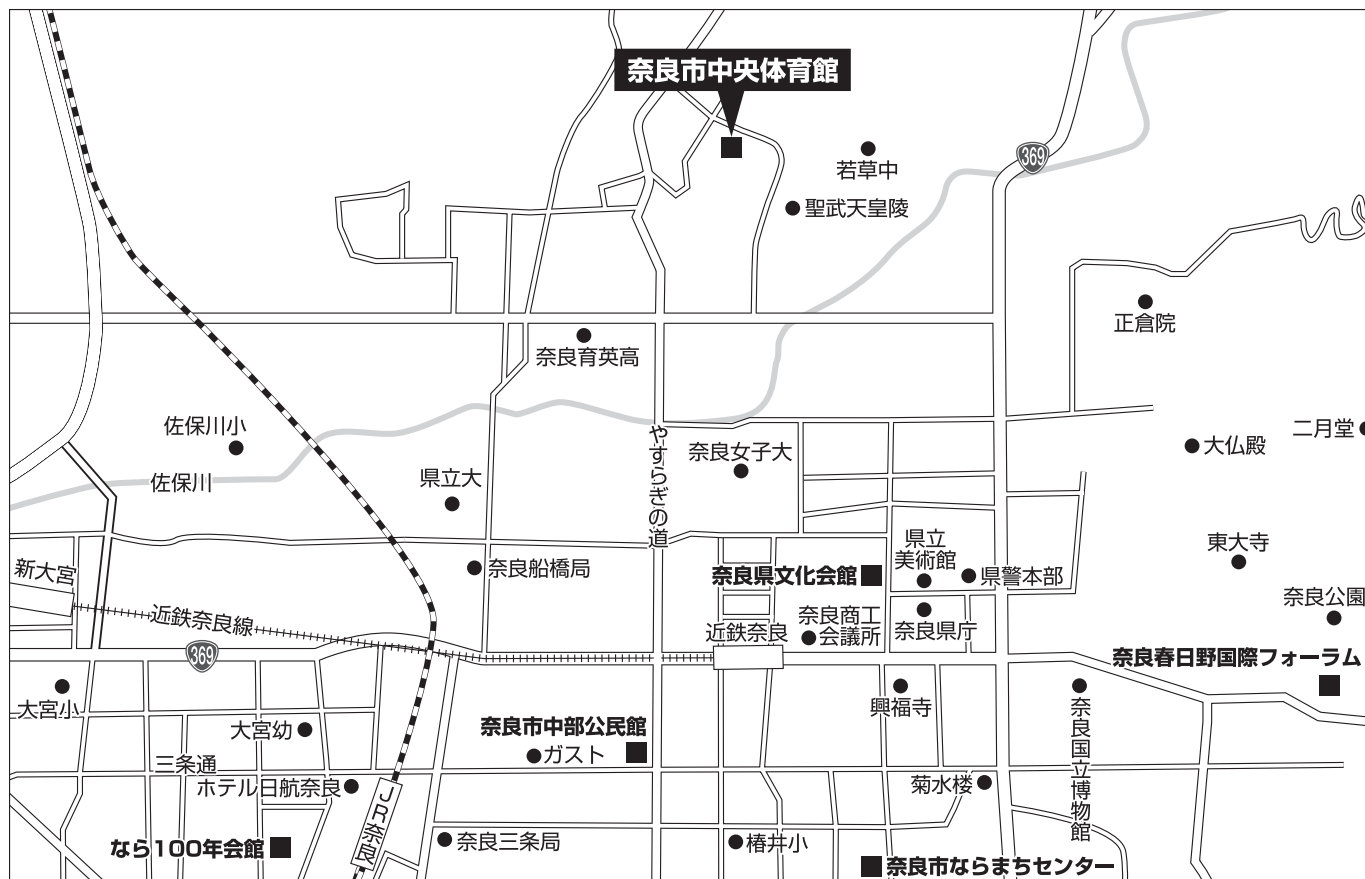 奈良市中央体育館
若草中
369
聖武天皇陵
正倉院
奈良育英高
佐保川小
やすらぎの道
奈良女子大
大仏殿
二月堂
佐保川
県立大
県立
美術館
東大寺
新大宮
奈良船橋局
奈良県文化会館
県警本部
奈良公園
近鉄奈良線
奈良商工
会議所
奈良県庁
近鉄奈良
369
奈良春日野国際フォーラム
大宮小
興福寺
奈良国立博物館
大宮幼
奈良市中部公民館
ガスト
三条通
ホテル日航奈良
菊水楼
JR奈良
なら100年会館
奈良三条局
椿井小
奈良市ならまちセンター